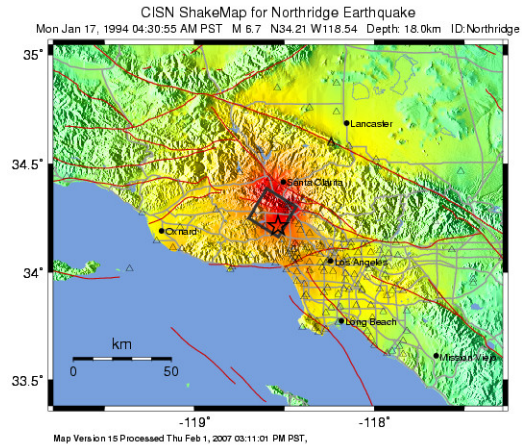 CISN ShakeMap for Northridge Earthquake
Mon Jan 17, 1994 04:30:55 AM PST M 6.7 N34.21 W118.54 Depth: 18.0km ID:Northridge
35°
Lancaster
34.5°
Santa Clarita
Oxnard
34°
Los Angeles
Long Beach
km
0 50
Mission Viejo
33.5°
-119° -118°
Map Version 15 Processed Thu Feb 1, 2007 03:11:01 PM PST,